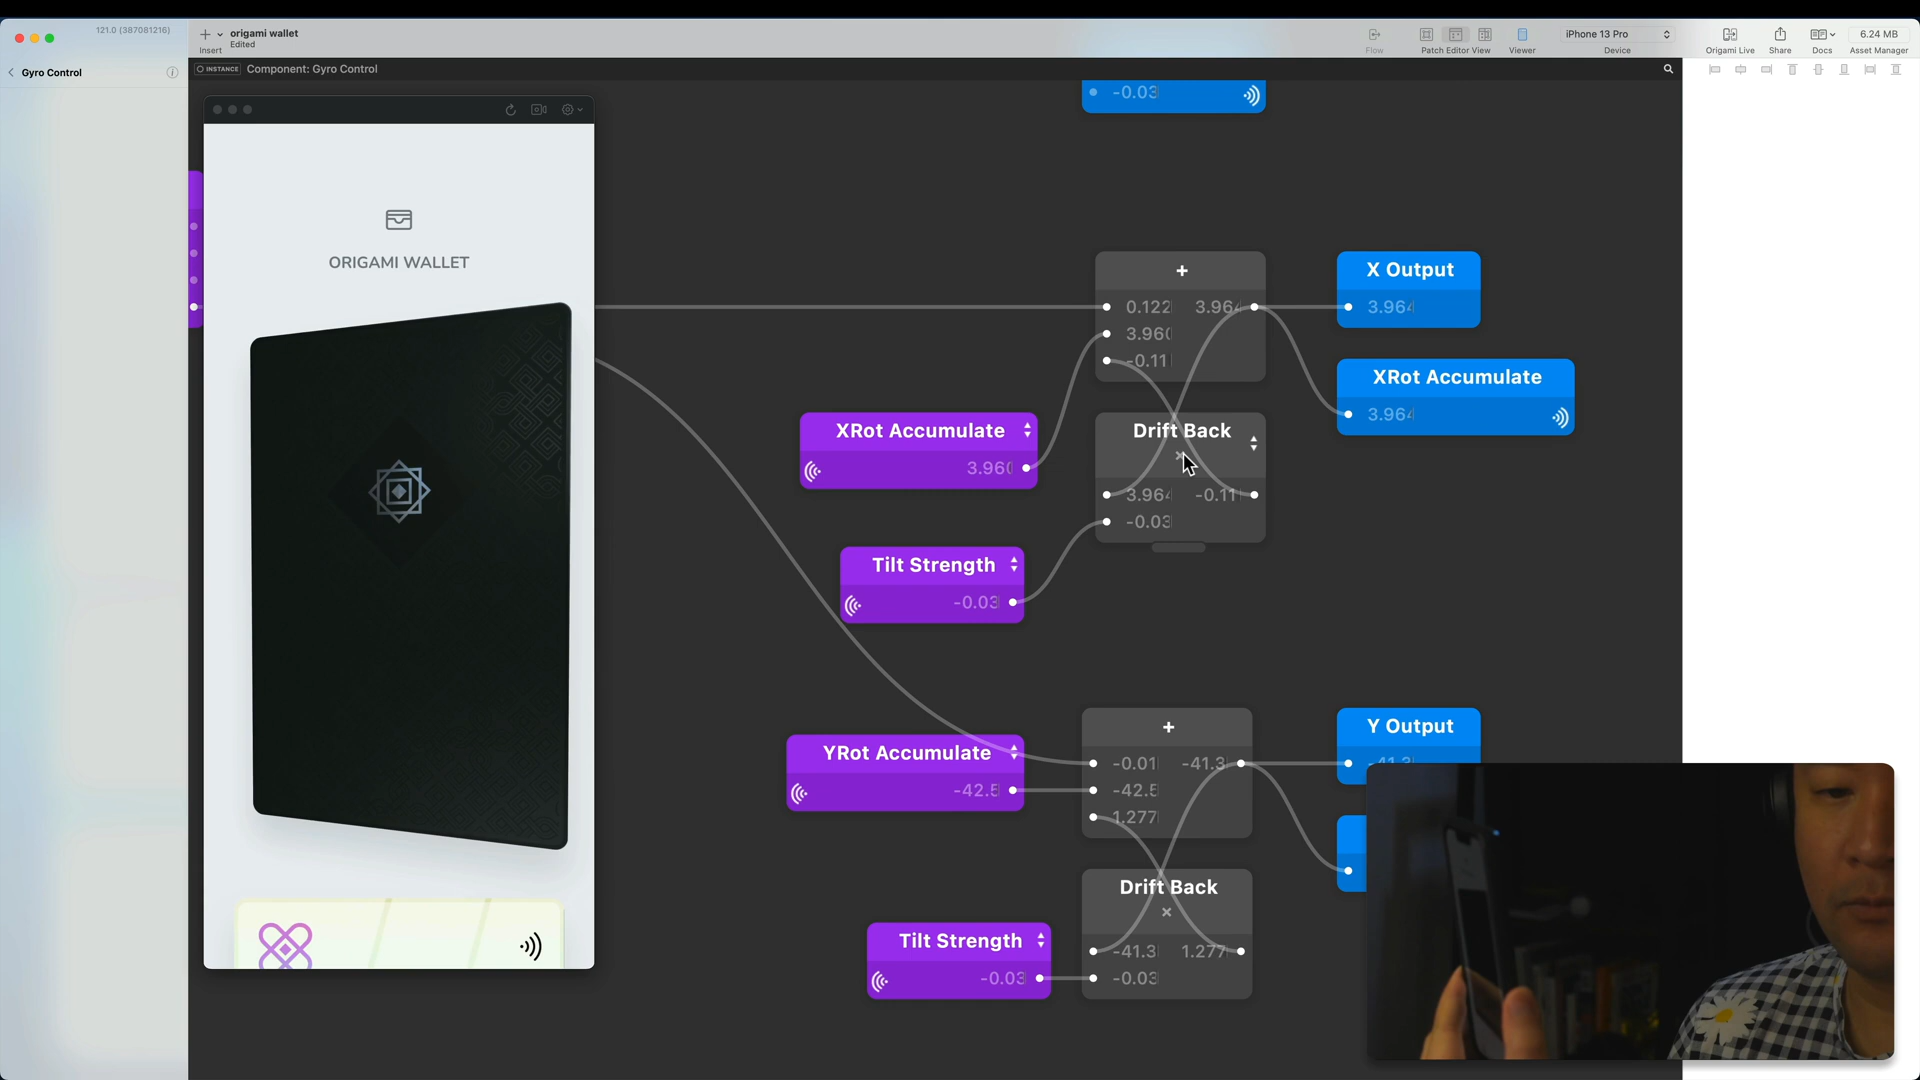 121.0 (387081216)
origami wallet
Edited
Insert
Flow
Patch Editor View
Viewer
iPhone 13 Pro
Device
Origami Live
Share
Docs
6.24 MB
Asset Manager
Gyro Control
INSTANCE
Component: Gyro Control
-0.03
ORIGAMI WALLET
+
0.122
3.964
3.960
-0.11
X Output
3.964
XRot Accumulate
3.964
XRot Accumulate
3.960
Drift Back
×
3.964
-0.11
-0.03
Tilt Strength
-0.03
+
-0.01
-41.3
-42.5
1.277
Y Output
-41.3
YRot Accumulate
-42.5
Drift Back
×
-41.3
1.277
-0.03
Tilt Strength
-0.03